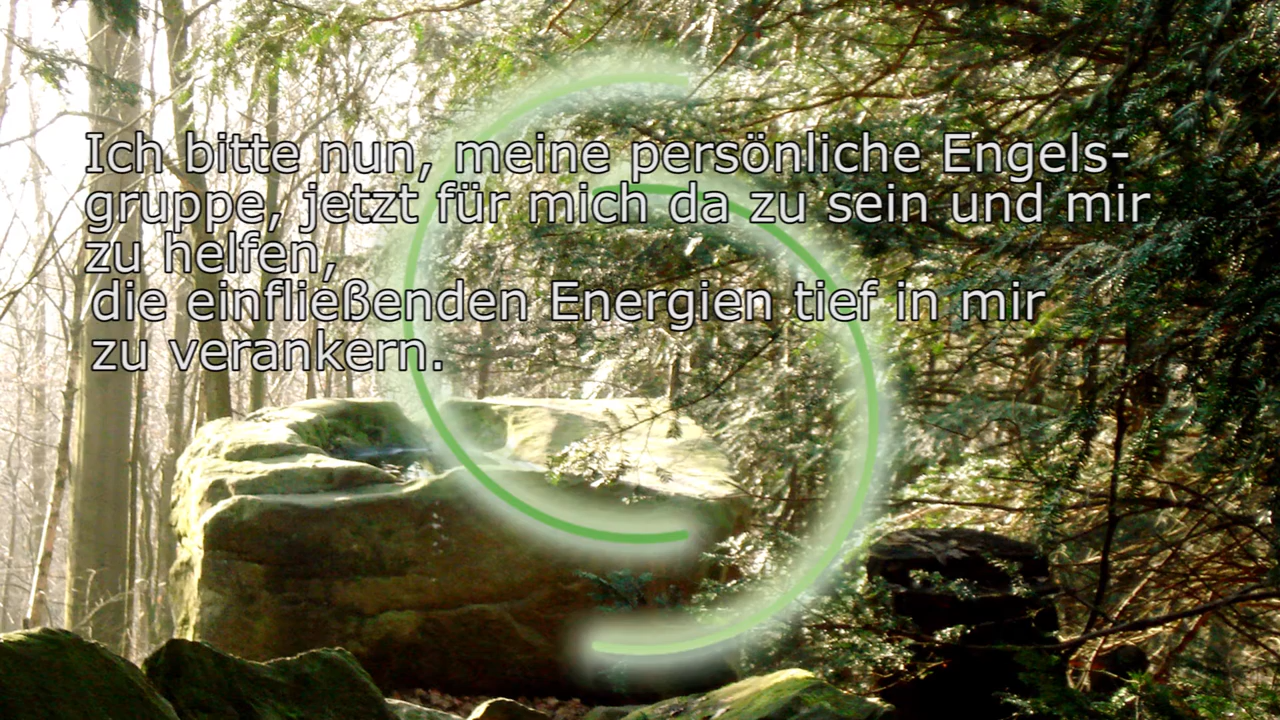 Ich bitte nun, meine persönliche Engels-
gruppe, jetzt für mich da zu sein und mir
zu helfen,
die einfließenden Energien tief in mir
zu verankern.